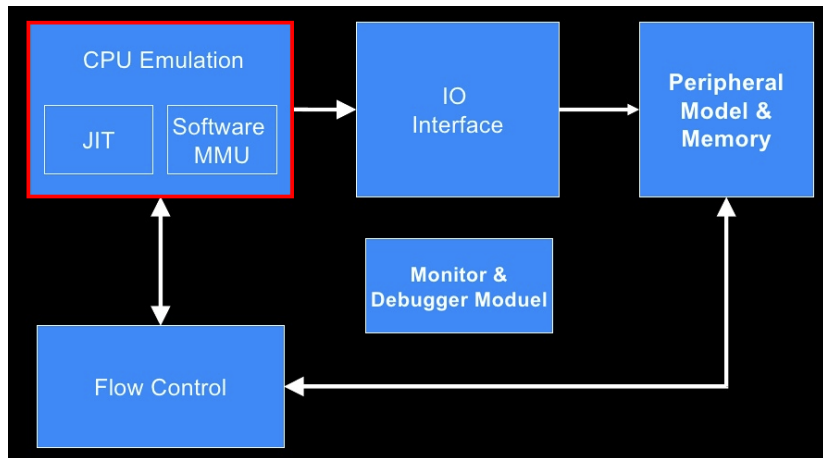 CPU Emulation
JIT
Software
MMU
IO
Interface
Peripheral
Model &
Memory
Monitor &
Debugger Moduel
Flow Control